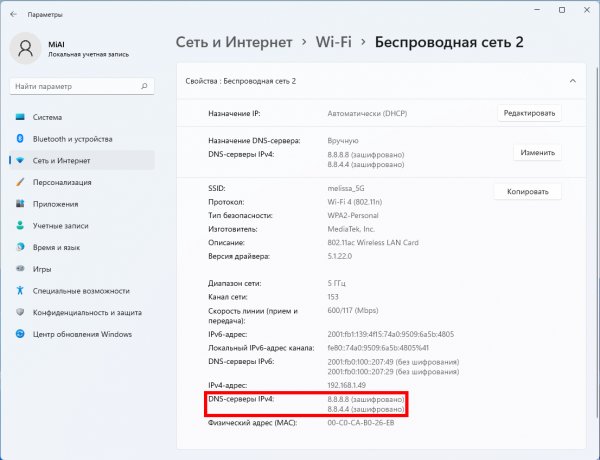 Параметры
MiAl
Локальная учетная запись
Найти параметр
Система
Bluetooth и устройства
Сеть и Интернет
Персонализация
Приложения
Учетные записи
Время и язык
Игры
Специальные возможности
Конфиденциальность и защита
Центр обновления Windows
Сеть и Интернет › Wi-Fi › Беспроводная сеть 2
Свойства : Беспроводная сеть 2
Назначение IP: Автоматически (DHCP) Редактировать
Назначение DNS-сервера: Вручную
DNS-серверы IPv4: 8.8.8.8 (зашифровано) Изменить
8.8.4.4 (зашифровано)
SSID: melissa_5G Копировать
Протокол: Wi-Fi 4 (802.11n)
Тип безопасности: WPA2-Personal
Изготовитель: MediaTek, Inc.
Описание: 802.11ac Wireless LAN Card
Версия драйвера: 5.1.22.0
Диапазон сети: 5 ГГц
Канал сети: 153
Скорость линии (прием и 600/117 (Mbps)
передача):
IPv6-адрес: 2001:fb1:139:4f15:74a0:9509:6a5b:4805
Локальный IPv6-адрес канала: fe80::74a0:9509:6a5b:4805%41
DNS-серверы IPv6: 2001:fb0:100::207:49 (без шифрования)
2001:fb0:100::207:29 (без шифрования)
IPv4-адрес: 192.168.1.49
DNS-серверы IPv4: 8.8.8.8 (зашифровано)
8.8.4.4 (зашифровано)
Физический адрес (MAC): 00-C0-CA-B0-26-EB